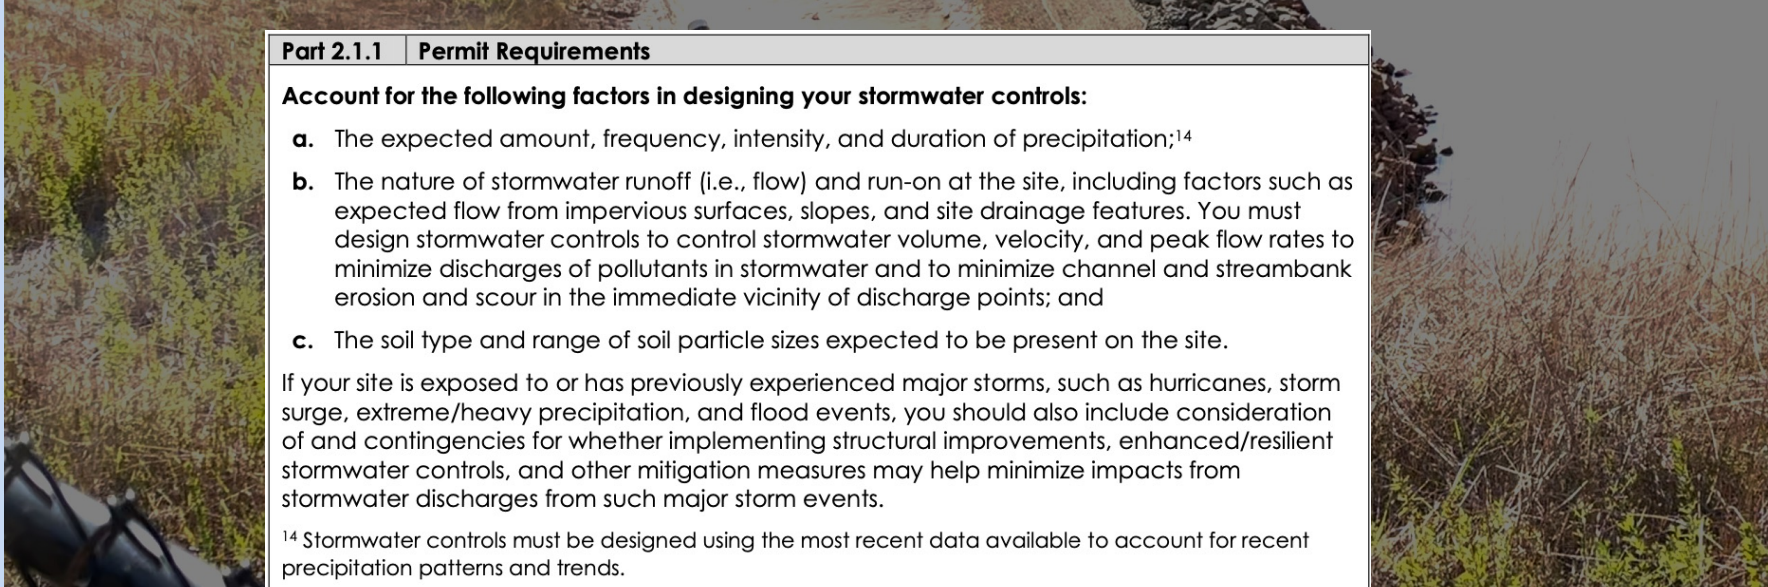 Part 2.1.1 Permit Requirements
Account for the following factors in designing your stormwater controls:
a. The expected amount, frequency, intensity, and duration of precipitation;14
b. The nature of stormwater runoff (i.e., flow) and run-on at the site, including factors such as
expected flow from impervious surfaces, slopes, and site drainage features. You must
design stormwater controls to control stormwater volume, velocity, and peak flow rates to
minimize discharges of pollutants in stormwater and to minimize channel and streambank
erosion and scour in the immediate vicinity of discharge points; and
c. The soil type and range of soil particle sizes expected to be present on the site.
If your site is exposed to or has previously experienced major storms, such as hurricanes, storm
surge, extreme/heavy precipitation, and flood events, you should also include consideration
of and contingencies for whether implementing structural improvements, enhanced/resilient
stormwater controls, and other mitigation measures may help minimize impacts from
stormwater discharges from such major storm events.
14 Stormwater controls must be designed using the most recent data available to account for recent
precipitation patterns and trends.